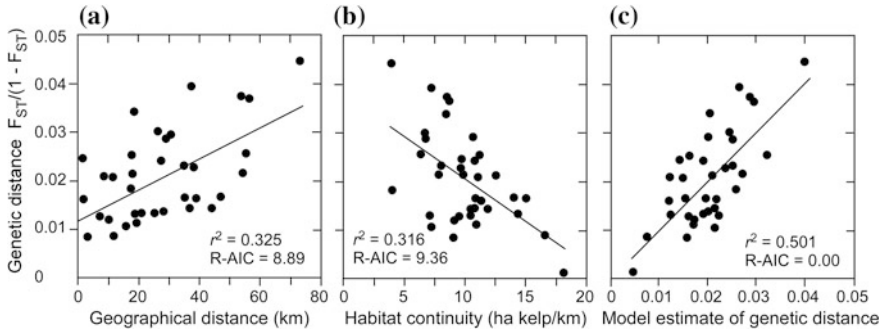 (a) (b) (c)
Genetic distance F_ST/(1 - F_ST)
0.05
0.04
0.03
0.02
0.01
0
r² = 0.325
R-AIC = 8.89
r² = 0.316
R-AIC = 9.36
r² = 0.501
R-AIC = 0.00
0 20 40 60 80 0 5 10 15 20 0 0.01 0.02 0.03 0.04 0.05
Geographical distance (km) Habitat continuity (ha kelp/km) Model estimate of genetic distance